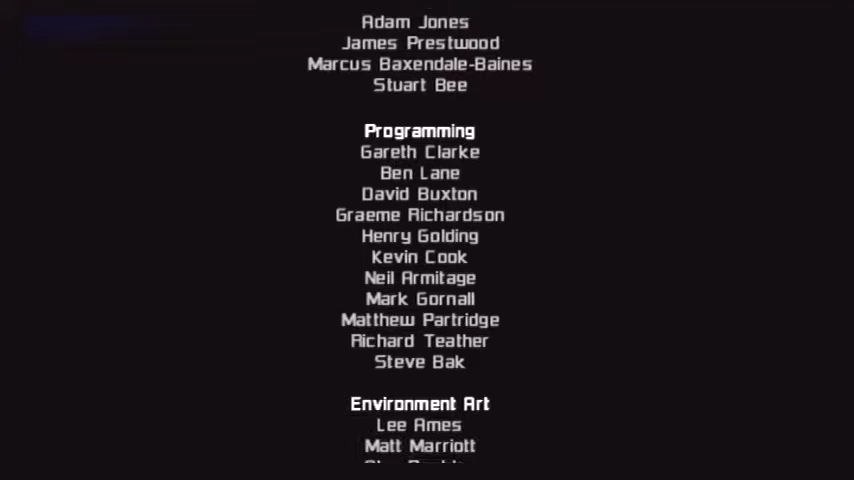 Adam Jones
James Prestwood
Marcus Baxendale-Baines
Stuart Bee
Programming
Gareth Clarke
Ben Lane
David Buxton
Graeme Richardson
Henry Golding
Kevin Cook
Neil Armitage
Mark Gornall
Matthew Partridge
Richard Teather
Steve Bak
Environment Art
Lee Ames
Matt Marriott